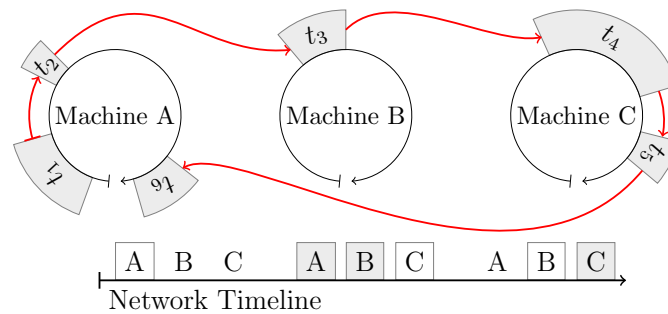 t3
t4
t2
Machine A
Machine B
Machine C
t5
t1
t6
A B C A B C A B C
Network Timeline